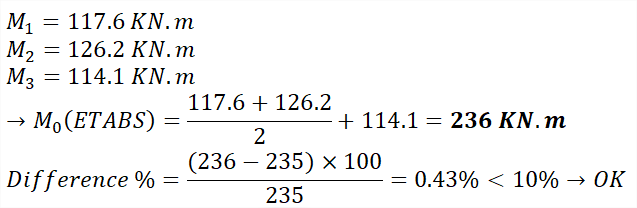 M₁ = 117.6 KN.m
M₂ = 126.2 KN.m
M₃ = 114.1 KN.m
→ M₀(ETABS) = (117.6 + 126.2)/2 + 114.1 = 236 KN.m
Difference % = ((236 − 235) × 100)/235 = 0.43% < 10% → OK